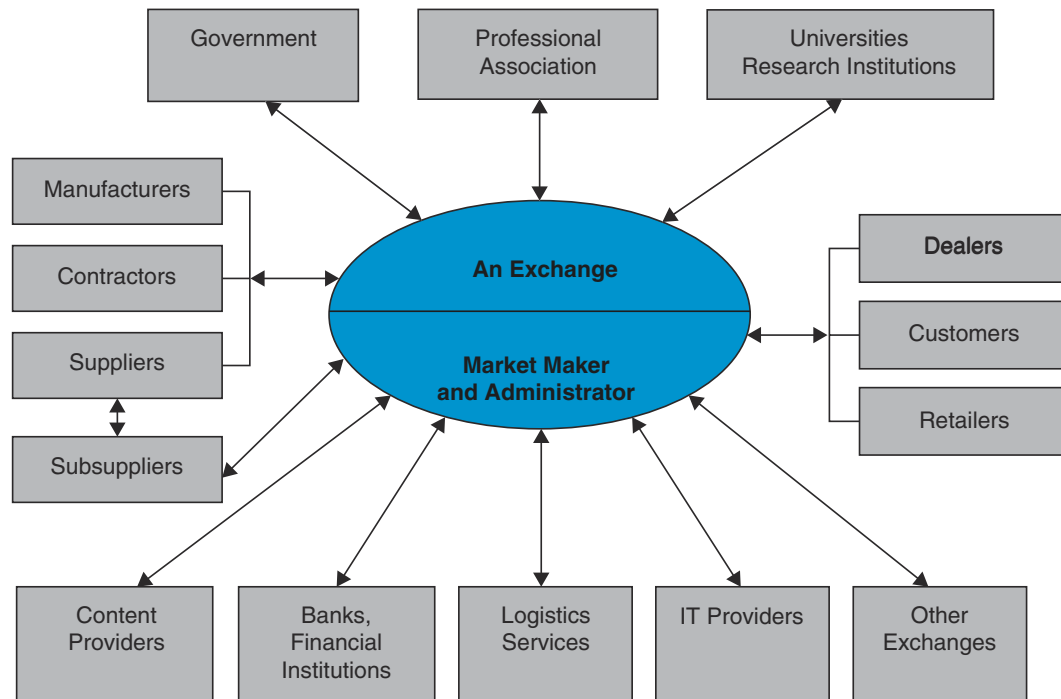 Government
Professional
Association
Universities
Research Institutions
Manufacturers
Contractors
Suppliers
Subsuppliers
An Exchange
Market Maker
and Administrator
Dealers
Customers
Retailers
Content
Providers
Banks,
Financial
Institutions
Logistics
Services
IT Providers
Other
Exchanges